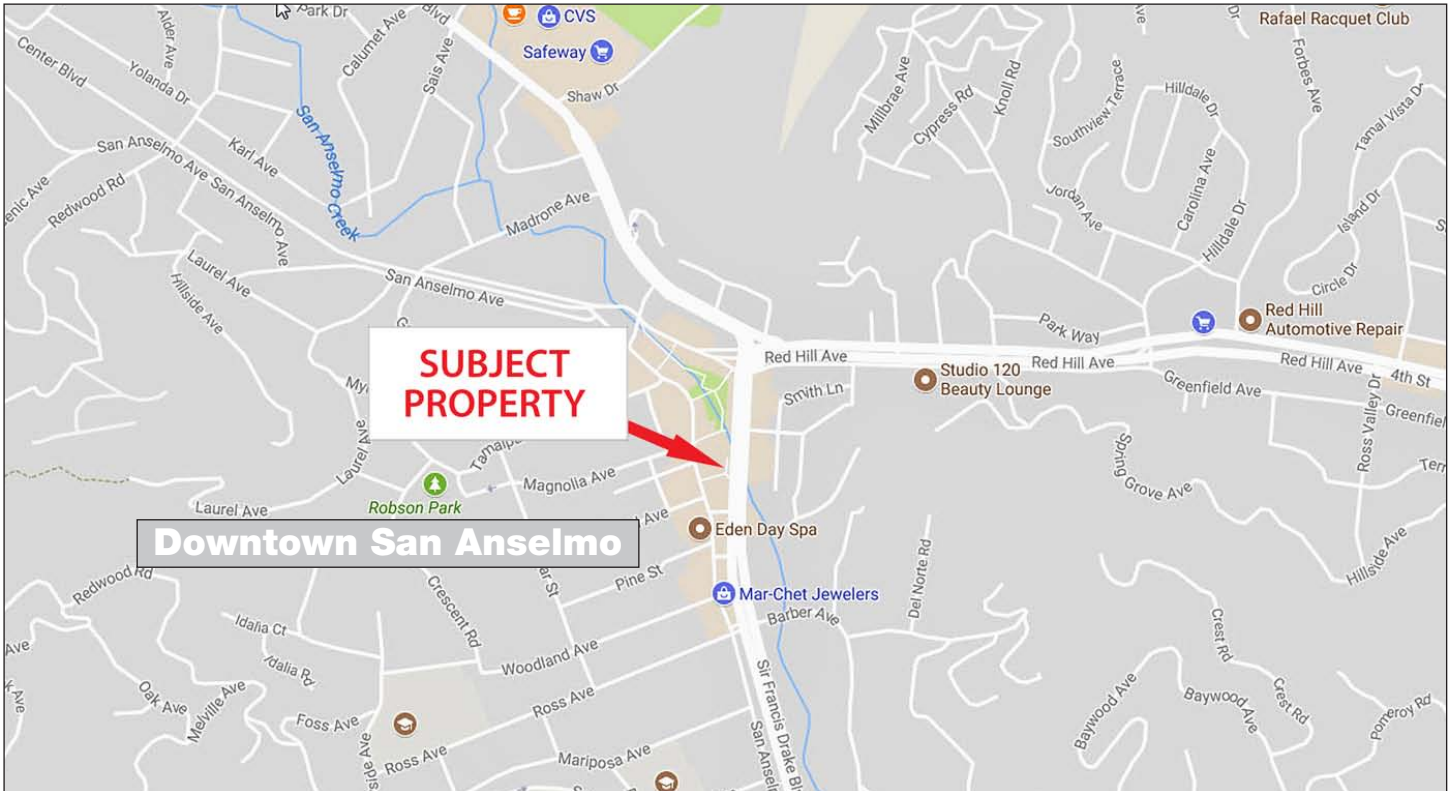 Park Dr
Blvd
CVS
Rafael Racquet Club
Alder Ave
Calumet Ave
Safeway
Sais Ave
Center Blvd
Yolanda Dr
Shaw Dr
Millbrae Ave
Cypress Rd
Knoll Rd
Southview Terrace
Hilldale Dr
Forbes Ave
Tamal Vista Dr
San Anselmo Creek
San Anselmo Ave
San Anselmo Ave
Karl Ave
Redwood Rd
Madrone Ave
Jordan Ave
Carolina Ave
Hilldale Dr
Island Dr
Circle Dr
Laurel Ave
Hillside Ave
San Anselmo Ave
SUBJECT
PROPERTY
Red Hill Ave
Park Way
Red Hill Ave
Red Hill
Automotive Repair
Red Hill Ave
4th St
Studio 120
Beauty Lounge
Smith Ln
Greenfield Ave
Ross Valley Dr
Laurel Ave
Magnolia Ave
Spring Grove Ave
Robson Park
Laurel Ave
Ave
Eden Day Spa
Downtown San Anselmo
Redwood Rd
Pine St
Del Norte Rd
Hillside Ave
Crescent Rd
Mar-Chet Jewelers
Barber Ave
Idalia Ct
Idalia Rd
Woodland Ave
Crest Rd
Ave
Oak Ave
Melville Ave
Foss Ave
Ross Ave
Sir Francis Drake Bl
Baywood Ave
Baywood Ave
Crest Rd
Pomeroy Rd
Ross Ave
Mariposa Ave
San Ansel